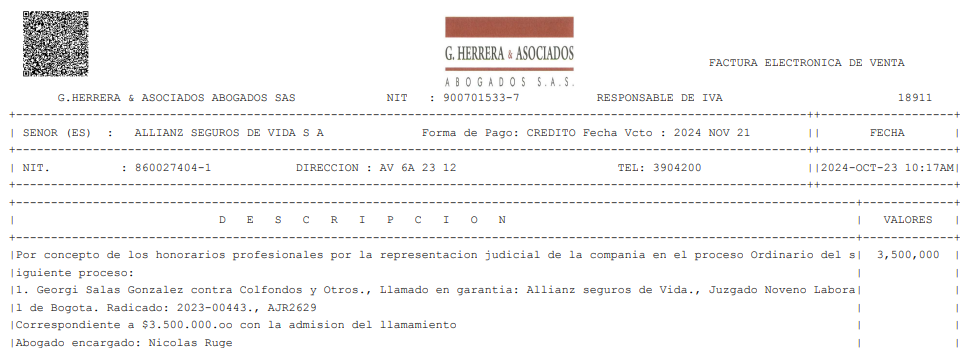 G. HERRERA & ASOCIADOS
ABOGADOS S.A.S.
FACTURA ELECTRONICA DE VENTA
G.HERRERA & ASOCIADOS ABOGADOS SAS NIT : 900701533-7 RESPONSABLE DE IVA 18911
SENOR (ES) : ALLIANZ SEGUROS DE VIDA S A Forma de Pago: CREDITO Fecha Vcto : 2024 NOV 21 || FECHA |
| NIT. : 860027404-1 DIRECCION : AV 6A 23 12 TEL: 3904200 ||2024-OCT-23 10:17AM|
| D E S C R I P C I O N | VALORES |
|Por concepto de los honorarios profesionales por la representacion judicial de la compania en el proceso Ordinario del s| 3,500,000 |
|iguiente proceso: | |
|1. Georgi Salas Gonzalez contra Colfondos y Otros., Llamado en garantia: Allianz seguros de Vida., Juzgado Noveno Labora| |
|l de Bogota. Radicado: 2023-00443., AJR2629 | |
|Correspondiente a $3.500.000.oo con la admision del llamamiento | |
|Abogado encargado: Nicolas Ruge | |